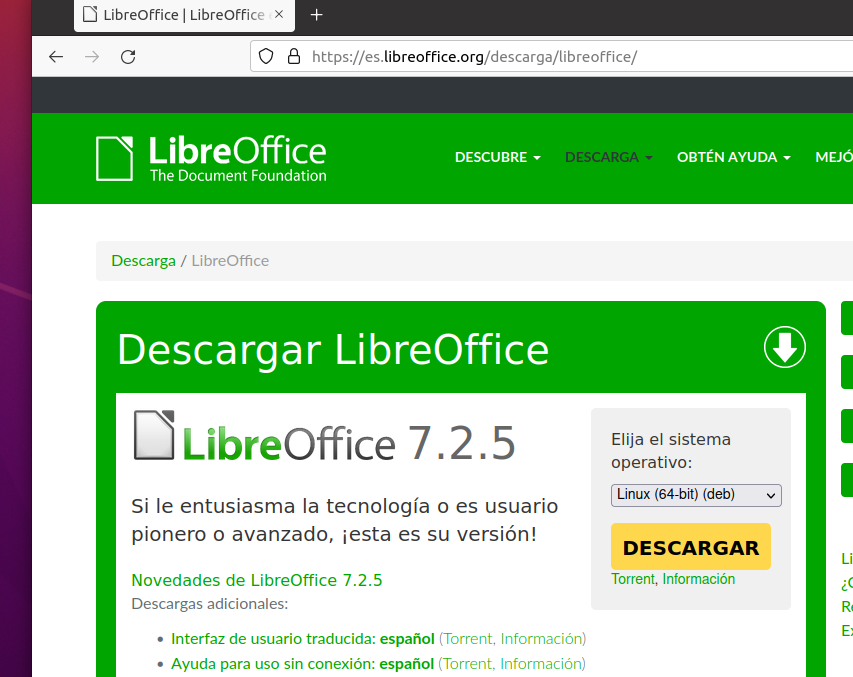 LibreOffice | LibreOffice
https://es.libreoffice.org/descarga/libreoffice/
LibreOffice
The Document Foundation
DESCUBRE
DESCARGA
OBTÉN AYUDA
MEJÓ
Descarga / LibreOffice
Descargar LibreOffice
LibreOffice 7.2.5
Si le entusiasma la tecnología o es usuario
pionero o avanzado, ¡esta es su versión!
Novedades de LibreOffice 7.2.5
Descargas adicionales:
• Interfaz de usuario traducida: español (Torrent, Información)
• Ayuda para uso sin conexión: español (Torrent, Información)
Elija el sistema
operativo:
Linux (64-bit) (deb)
DESCARGAR
Torrent, Información